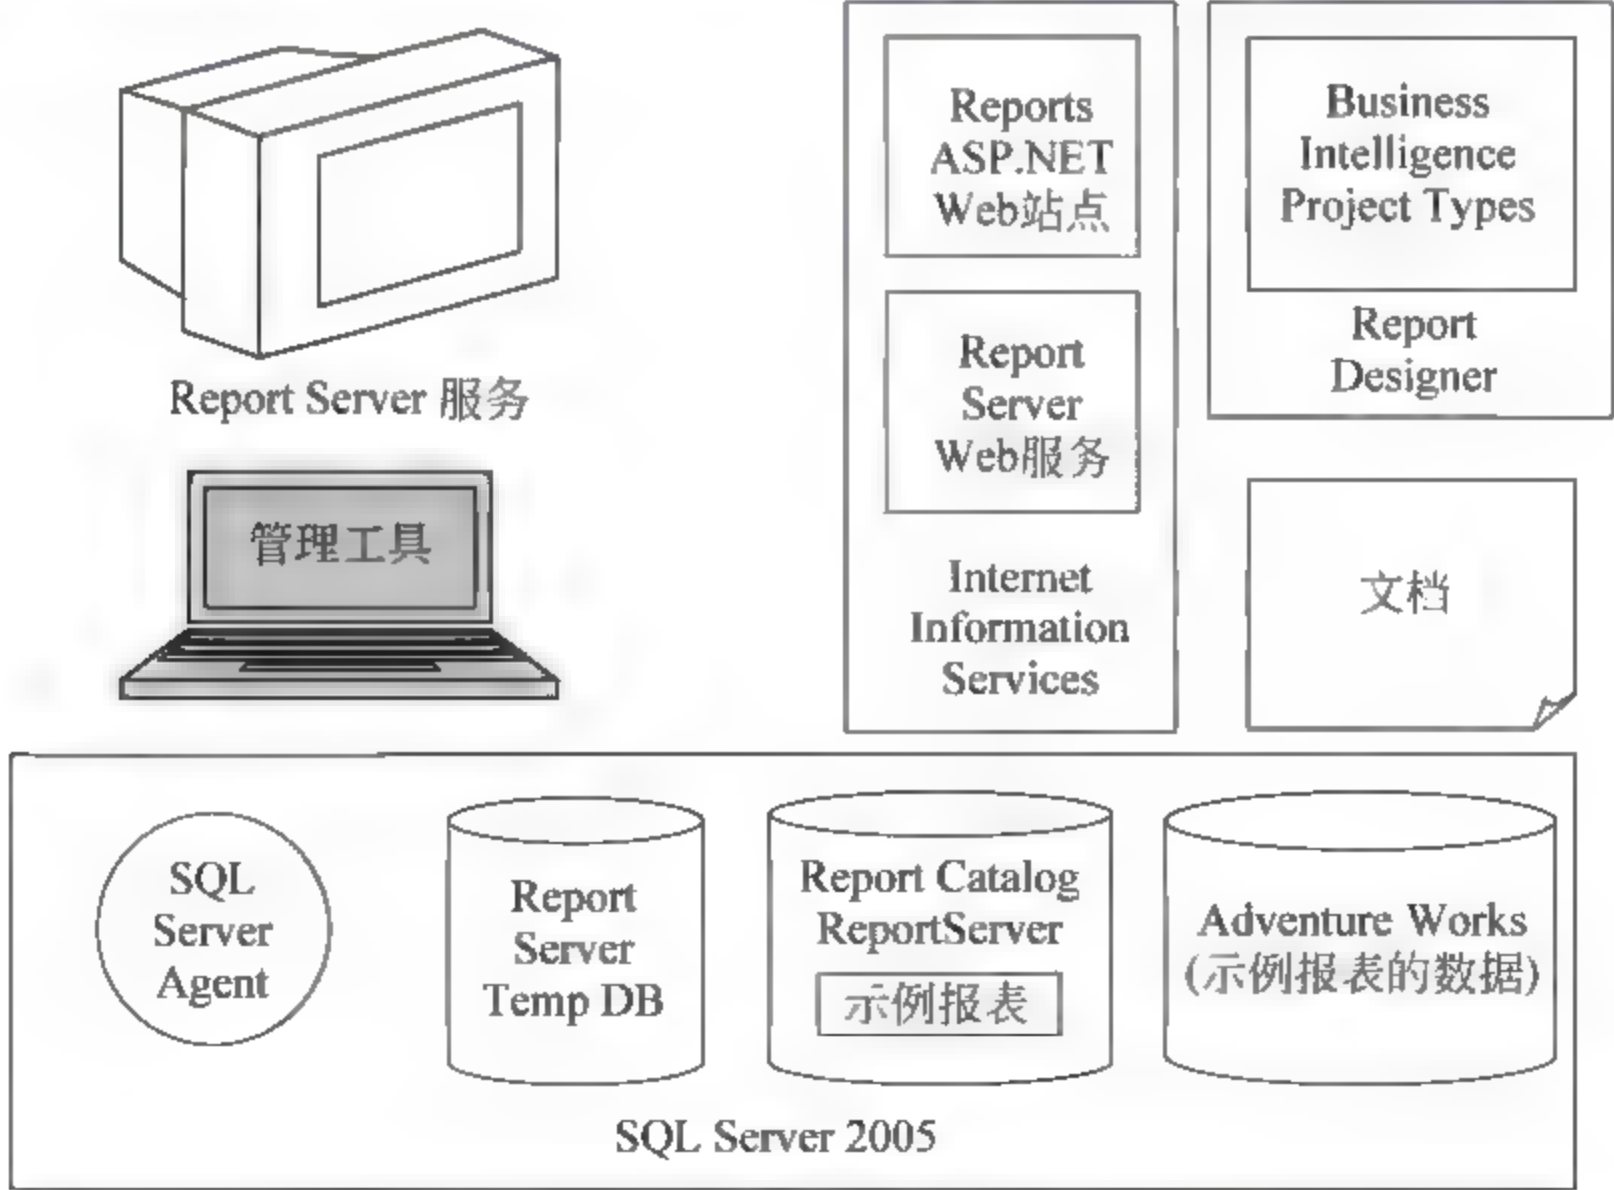 Report Server 服务
管理工具
Reports
ASP.NET
Web站点
Report
Server
Web服务
Internet
Information
Services
Business
Intelligence
Project Types
Report
Designer
文档
SQL
Server
Agent
Report
Server
Temp DB
Report Catalog
ReportServer
示例报表
Adventure Works
(示例报表的数据)
SQL Server 2005